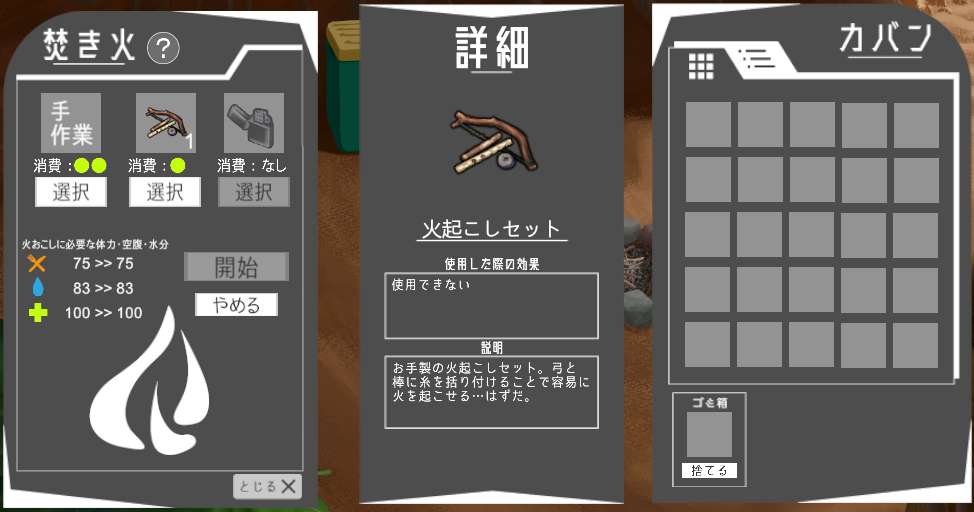 焚き火 ?
手
作業
1
消費：
消費：
消費：なし
選択
選択
選択
火おこしに必要な体力・空腹・水分
75 >> 75
83 >> 83
100 >> 100
開始
やめる
とじる
詳細
火起こしセット
使用した際の効果
使用できない
説明
お手製の火起こしセット。弓と
棒に糸を括り付けることで容易に
火を起こせる…はずだ。
カバン
ゴミ箱
捨てる